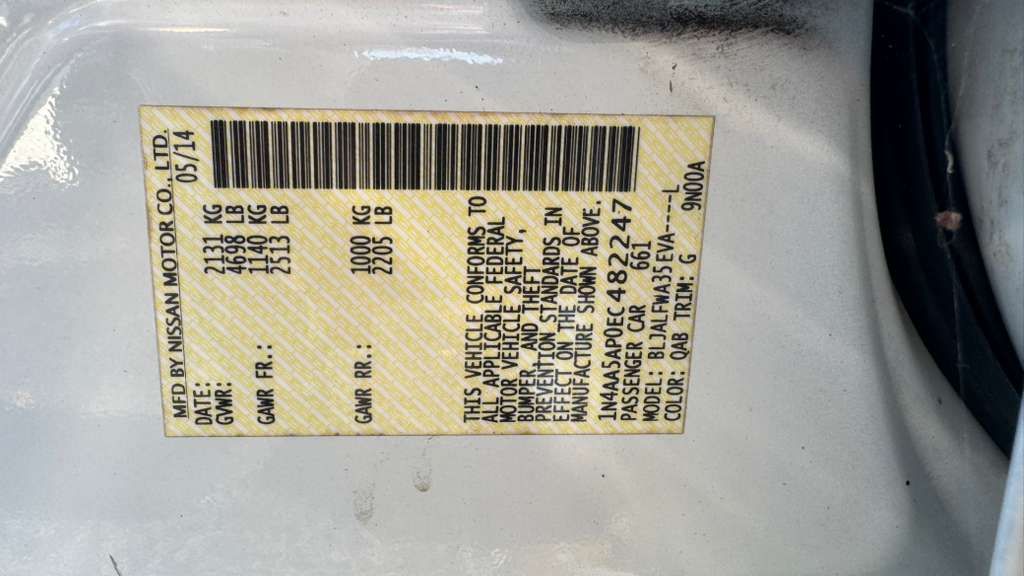 MFD BY NISSAN MOTOR CO., LTD.
DATE: 05/14
GVWR: 2131 KG
4698 LB
GAWR FR.: 1140 KG
2513 LB
GAWR RR.: 1000 KG
2205 LB
THIS VEHICLE CONFORMS TO
ALL APPLICABLE FEDERAL
MOTOR VEHICLE SAFETY,
BUMPER, AND THEFT
PREVENTION STANDARDS IN
EFFECT ON THE DATE OF
MANUFACTURE SHOWN ABOVE.
1N4AA5AP0EC482247
PASSENGER CAR 661
MODEL: BLJALFWA35EVA----L
COLOR: QAB TRIM: G 9N00A